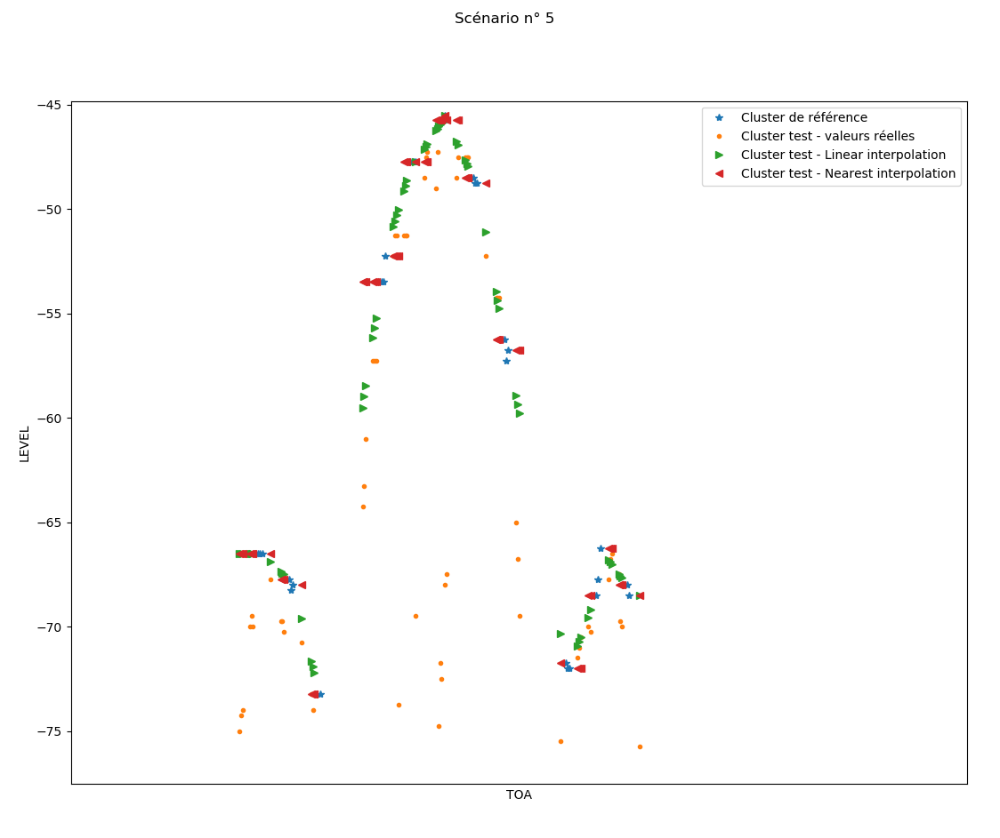 Scénario n° 5
Cluster de référence
Cluster test - valeurs réelles
Cluster test - Linear interpolation
Cluster test - Nearest interpolation
−45
−50
−55
−60
−65
−70
−75
LEVEL
TOA